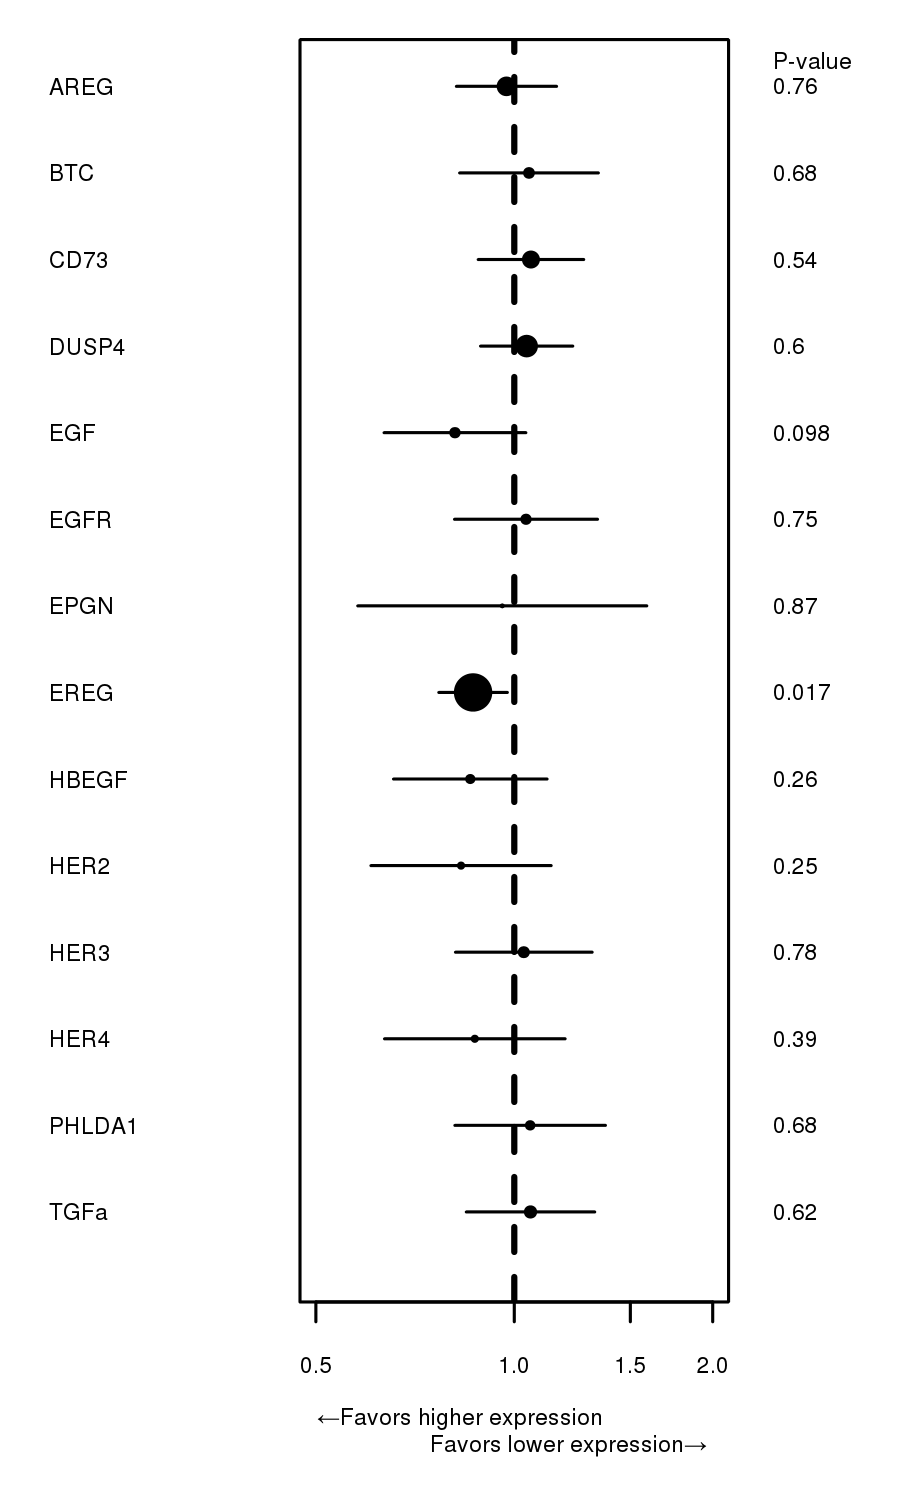 P-value
AREG 0.76
BTC 0.68
CD73 0.54
DUSP4 0.6
EGF 0.098
EGFR 0.75
EPGN 0.87
EREG 0.017
HBEGF 0.26
HER2 0.25
HER3 0.78
HER4 0.39
PHLDA1 0.68
TGFa 0.62
0.5 1.0 1.5 2.0
←Favors higher expression
Favors lower expression→